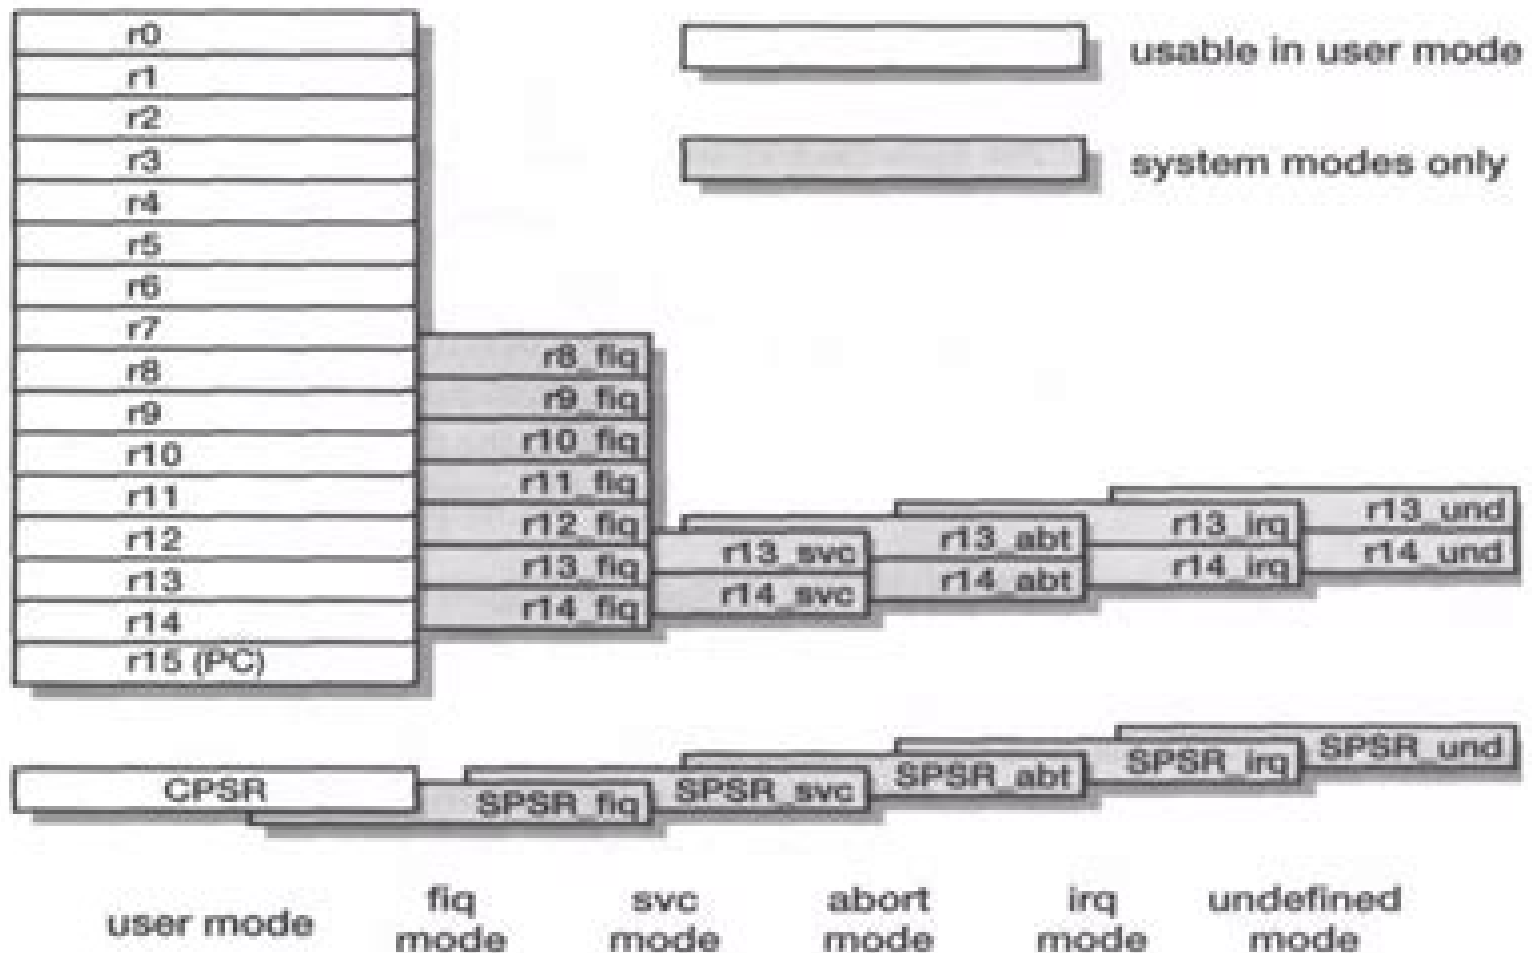 r0
r1
r2
r3
r4
r5
r6
r7
r8
r9
r10
r11
r12
r13
r14
r15 (PC)
r8_fiq
r9_fiq
r10_fiq
r11_fiq
r12_fiq
r13_fiq
r14_fiq
r13_svc
r14_svc
r13_abt
r14_abt
r13_irq
r14_irq
r13_und
r14_und
usable in user mode
system modes only
CPSR
SPSR_fiq
SPSR_svc
SPSR_abt
SPSR_irq
SPSR_und
user mode
fiq
mode
svc
mode
abort
mode
irq
mode
undefined
mode